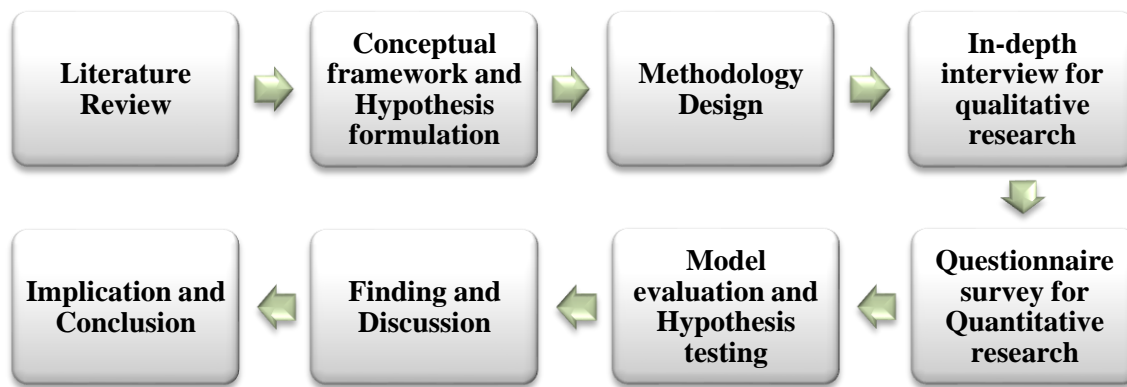 Literature
Review
Conceptual
framework and
Hypothesis
formulation
Methodology
Design
In-depth
interview for
qualitative
research
Questionnaire
survey for
Quantitative
research
Model
evaluation and
Hypothesis
testing
Finding and
Discussion
Implication and
Conclusion